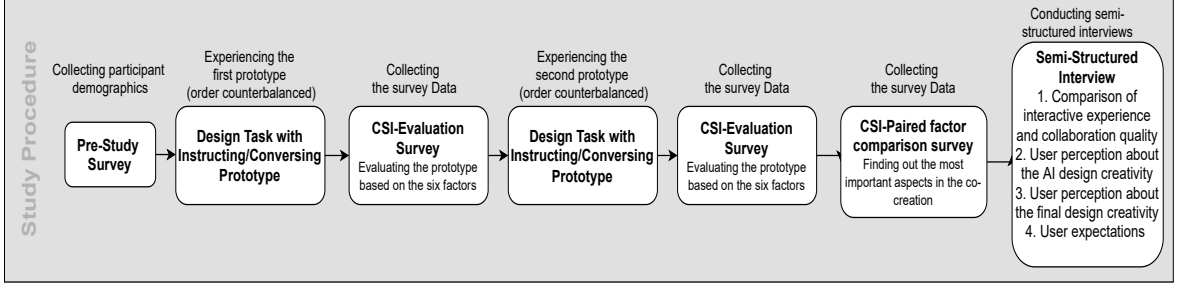 Study Procedure
Collecting participant
demographics
Pre-Study
Survey
Experiencing the
first prototype
(order counterbalanced)
Design Task with
Instructing/Conversing
Prototype
Collecting
the survey Data
CSI-Evaluation
Survey
Evaluating the prototype
based on the six factors
Experiencing the
second prototype
(order counterbalanced)
Design Task with
Instructing/Conversing
Prototype
Collecting
the survey Data
CSI-Evaluation
Survey
Evaluating the prototype
based on the six factors
Collecting
the survey Data
CSI-Paired factor
comparison survey
Finding out the most
important aspects in the co-
creation
Conducting semi-
structured interviews
Semi-Structured
Interview
1. Comparison of
interactive experience
and collaboration quality
2. User perception about
the AI design creativity
3. User perception about
the final design creativity
4. User expectations